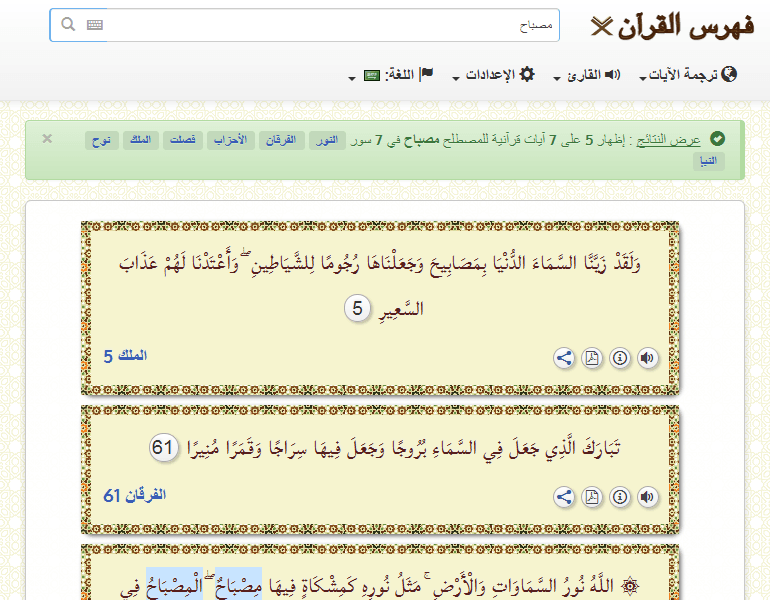 فهرس القرآن
مصباح
ترجمة الآيات القارئ الإعدادات اللغة:
عرض النتائج : إظهار 5 على 7 آيات قرآنية للمصطلح مصباح في 7 سور النور الفرقان الأحزاب فصلت الملك نوح
النبإ
وَلَقَدْ زَيَّنَّا السَّمَاءَ الدُّنْيَا بِمَصَابِيحَ وَجَعَلْنَاهَا رُجُومًا لِلشَّيَاطِينِ ۖ وَأَعْتَدْنَا لَهُمْ عَذَابَ
السَّعِيرِ 5
الملك 5
تَبَارَكَ الَّذِي جَعَلَ فِي السَّمَاءِ بُرُوجًا وَجَعَلَ فِيهَا سِرَاجًا وَقَمَرًا مُنِيرًا 61
الفرقان 61
۞ اللَّهُ نُورُ السَّمَاوَاتِ وَالْأَرْضِ ۚ مَثَلُ نُورِهِ كَمِشْكَاةٍ فِيهَا مِصْبَاحٌ ۖ الْمِصْبَاحُ فِي